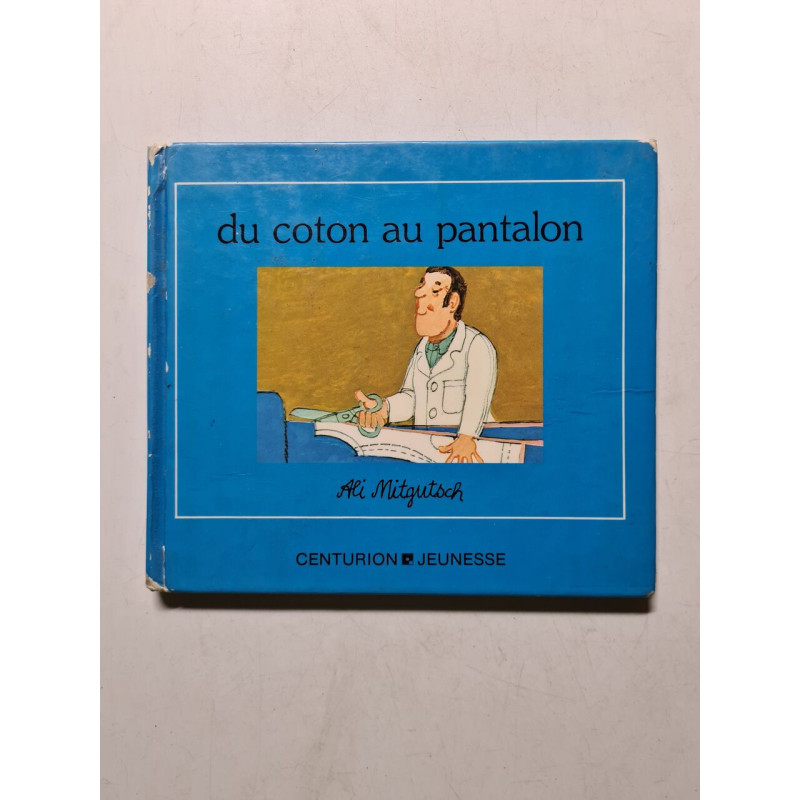 du coton au pantalon
Ali Mitgutsch
CENTURION JEUNESSE